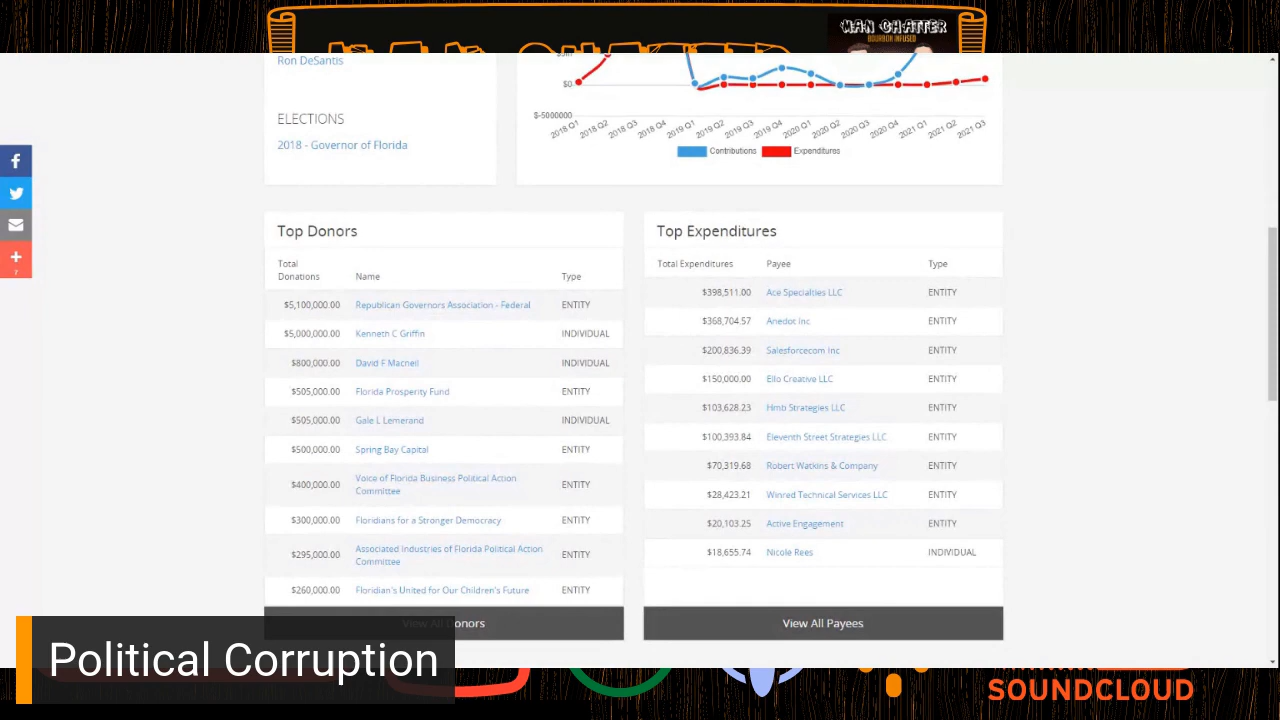 MAN CHATTER
BOURBON INFUSED
Ron DeSantis
ELECTIONS
2018 - Governor of Florida
$0
$-5000000
2018 Q1
2018 Q2
2018 Q3
2018 Q4
2019 Q1
2019 Q2
2019 Q3
2019 Q4
2020 Q1
2020 Q2
2020 Q3
2020 Q4
2021 Q1
2021 Q2
2021 Q3
Contributions
Expenditures
Top Donors
Total
Donations Name Type
$5,100,000.00 Republican Governors Association - Federal ENTITY
$5,000,000.00 Kenneth C Griffin INDIVIDUAL
$800,000.00 David F Macneil INDIVIDUAL
$505,000.00 Florida Prosperity Fund ENTITY
$505,000.00 Gale L Lemerand INDIVIDUAL
$500,000.00 Spring Bay Capital ENTITY
$400,000.00 Voice of Florida Business Political Action
Committee ENTITY
$300,000.00 Floridians for a Stronger Democracy ENTITY
$295,000.00 Associated Industries of Florida Political Action
Committee ENTITY
$260,000.00 Floridian's United for Our Children's Future ENTITY
View All Donors
Top Expenditures
Total Expenditures Payee Type
$398,511.00 Ace Specialties LLC ENTITY
$368,704.57 Anedot Inc ENTITY
$200,836.39 Salesforcecom Inc ENTITY
$150,000.00 Ello Creative LLC ENTITY
$103,628.23 Hmb Strategies LLC ENTITY
$100,393.84 Eleventh Street Strategies LLC ENTITY
$70,319.68 Robert Watkins & Company ENTITY
$28,423.21 Winred Technical Services LLC ENTITY
$20,103.25 Active Engagement ENTITY
$18,655.74 Nicole Rees INDIVIDUAL
View All Payees
Political Corruption
SOUNDCLOUD